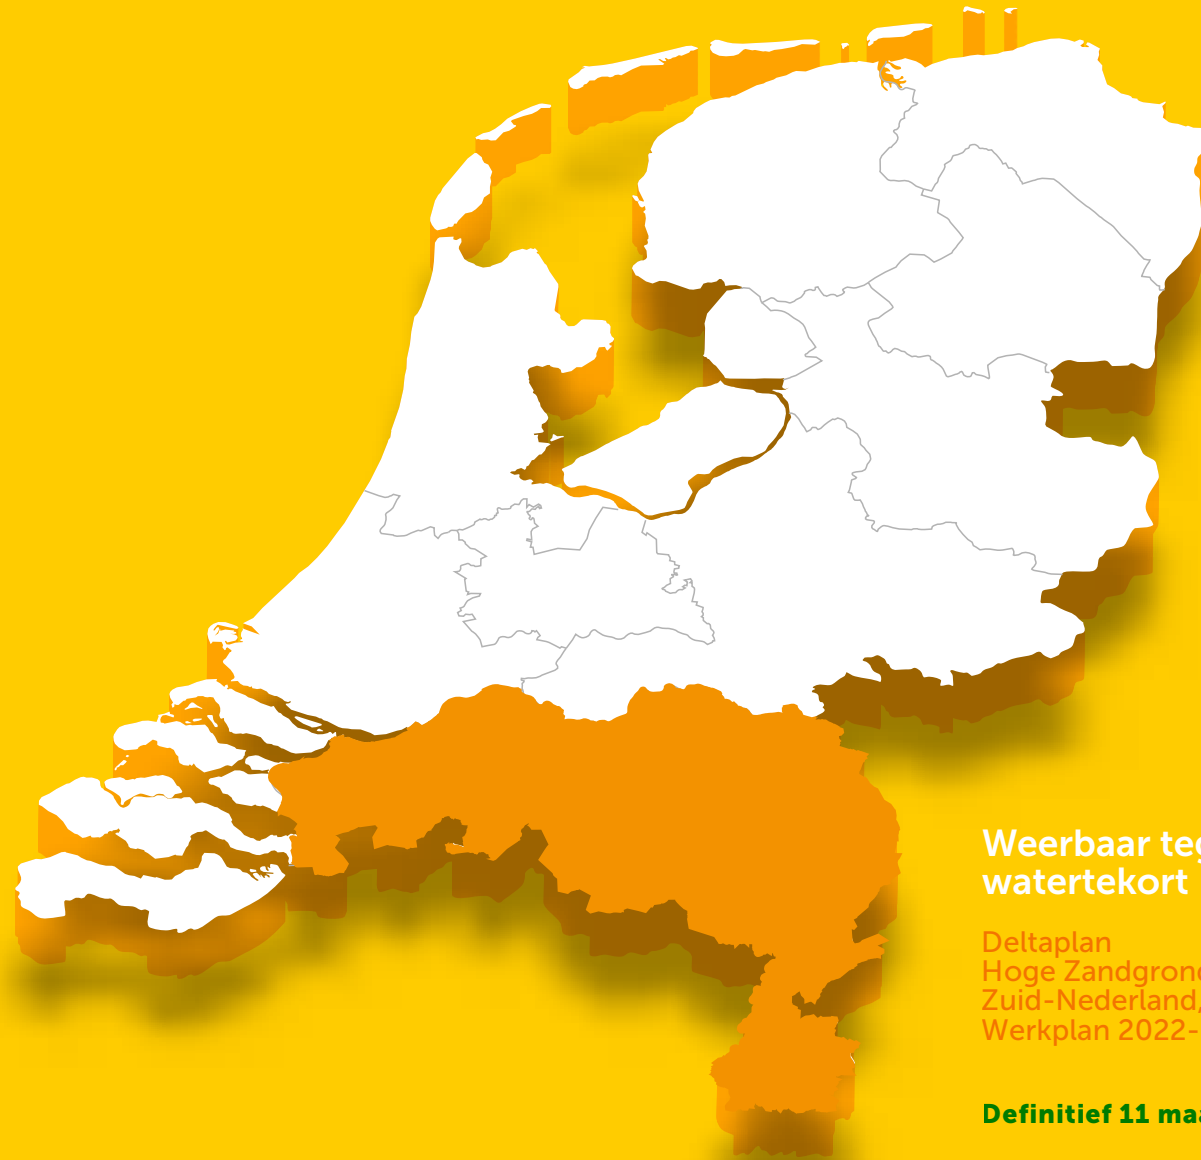 Weerbaar teg
watertekort
Deltaplan
Hoge Zandgrond
Zuid-Nederland,
Werkplan 2022-
Definitief 11 maa